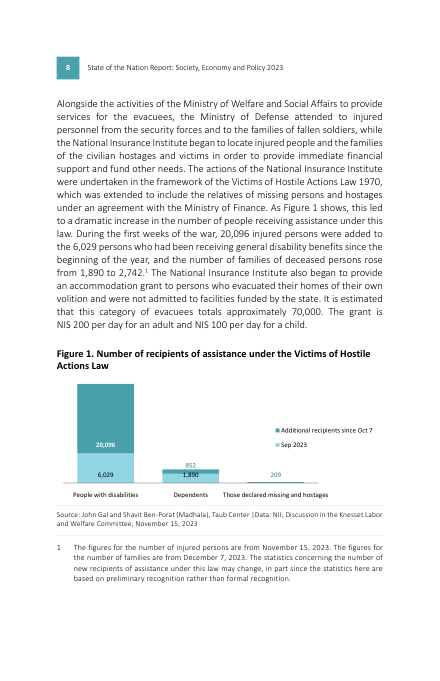 8 State of the Nation Report: Society, Economy and Policy 2023
Alongside the activities of the Ministry of Welfare and Social Affairs to provide
services for the evacuees, the Ministry of Defense attended to injured
personnel from the security forces and to the families of fallen soldiers, while
the National Insurance Institute began to locate injured people and the families
of the civilian hostages and victims in order to provide immediate financial
support and fund other needs. The actions of the National Insurance Institute
were undertaken in the framework of the Victims of Hostile Actions Law 1970,
which was extended to include the relatives of missing persons and hostages
under an agreement with the Ministry of Finance. As Figure 1 shows, this led
to a dramatic increase in the number of people receiving assistance under this
law. During the first weeks of the war, 20,096 injured persons were added to
the 6,029 persons who had been receiving general disability benefits since the
beginning of the year, and the number of families of deceased persons rose
from 1,890 to 2,742.1 The National Insurance Institute also began to provide
an accommodation grant to persons who evacuated their homes of their own
volition and were not admitted to facilities funded by the state. It is estimated
that this category of evacuees totals approximately 70,000. The grant is
NIS 200 per day for an adult and NIS 100 per day for a child.
Figure 1. Number of recipients of assistance under the Victims of Hostile
Actions Law
Additional recipients since Oct 7
Sep 2023
20,096
6,029
852
1,890
209
People with disabilities
Dependents
Those declared missing and hostages
Source: John Gal and Shavit Ben-Porat (Madhala), Taub Center |Data: NII; Discussion in the Knesset Labor
and Welfare Committee, November 15, 2023
1 The figures for the number of injured persons are from November 15, 2023. The figures for
the number of families are from December 7, 2023. The statistics concerning the number of
new recipients of assistance under this law may change, in part since the statistics here are
based on preliminary recognition rather than formal recognition.